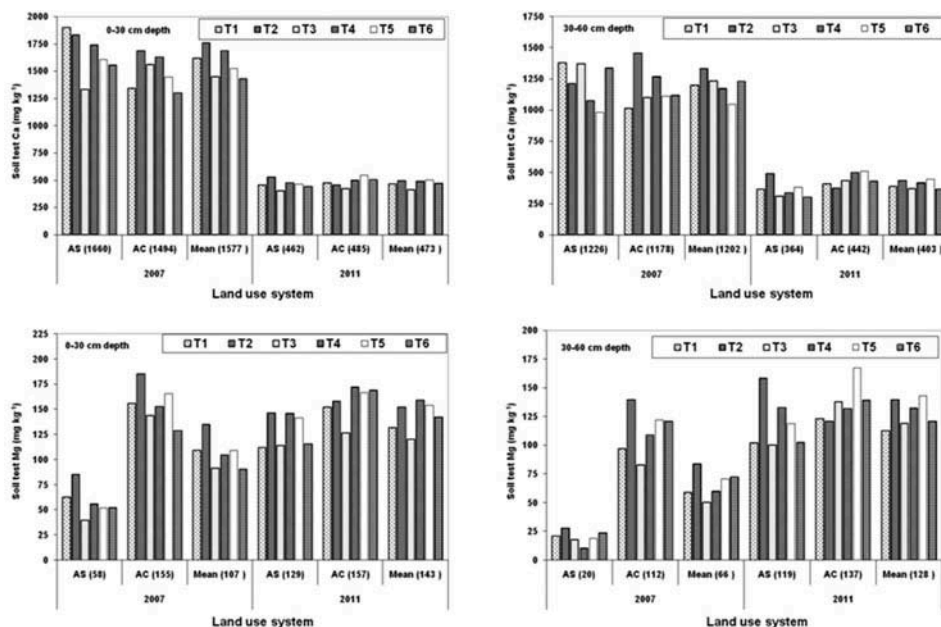 0-30 cm depth
T1 T2 T3 T4 T5 T6
Soil test Ca (mg kg-1)
2000
1750
1500
1250
1000
750
500
250
0
AS (1660) AC (1494) Mean (1577 ) AS (462) AC (485) Mean (473 )
2007 2011
Land use system
30-60 cm depth
T1 T2 T3 T4 T5 T6
Soil test Ca (mg kg-1)
1750
1500
1250
1000
750
500
250
0
AS (1226) AC (1178) Mean (1202 ) AS (364) AC (442) Mean (403 )
2007 2011
Land use system
0-30 cm depth
T1 T2 T3 T4 T5 T6
Soil test Mg (mg kg-1)
225
200
175
150
125
100
75
50
25
0
AS (58) AC (155) Mean (107 ) AS (129) AC (157) Mean (143 )
2007 2011
Land use system
30-60 cm depth
T1 T2 T3 T4 T5 T6
Soil test Mg (mg kg-1)
200
175
150
125
100
75
50
25
0
AS (20) AC (112) Mean (66 ) AS (119) AC (137) Mean (128 )
2007 2011
Land use system